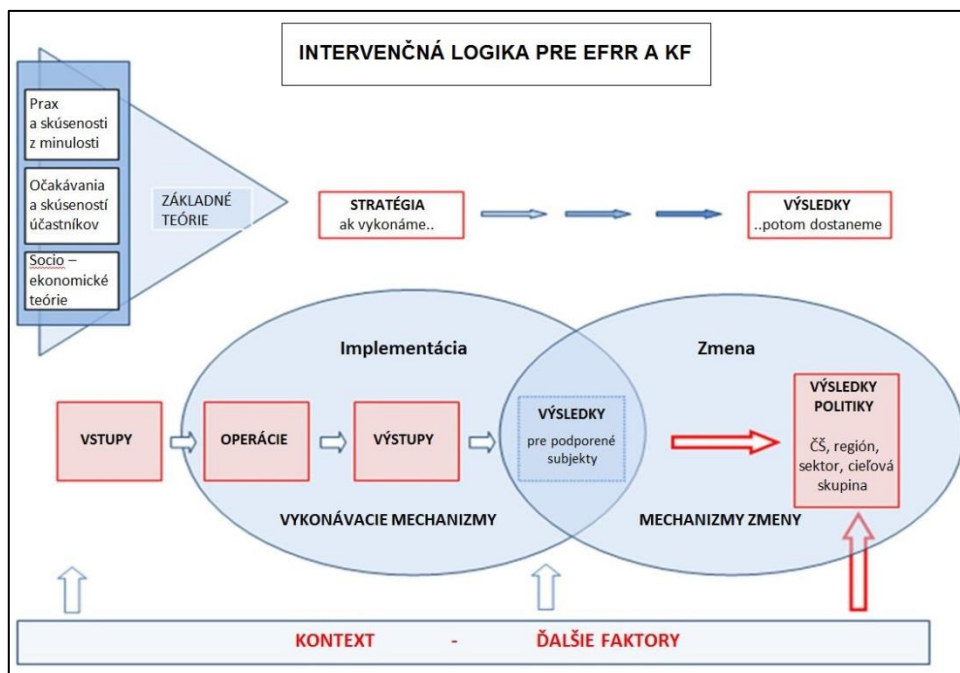 INTERVENČNÁ LOGIKA PRE EFRR A KF
Prax
a skúsenosti
z minulosti
Očakávania
a skúseností
účastníkov
Socio –
ekonomické
teórie
ZÁKLADNÉ
TEÓRIE
STRATÉGIA
ak vykonáme..
VÝSLEDKY
..potom dostaneme
Implementácia
Zmena
VSTUPY
OPERÁCIE
VÝSTUPY
VÝSLEDKY
pre podporené
subjekty
VÝSLEDKY
POLITIKY
ČŠ, región,
sektor, cieľová
skupina
VYKONÁVACIE MECHANIZMY
MECHANIZMY ZMENY
KONTEXT - ĎALŠIE FAKTORY